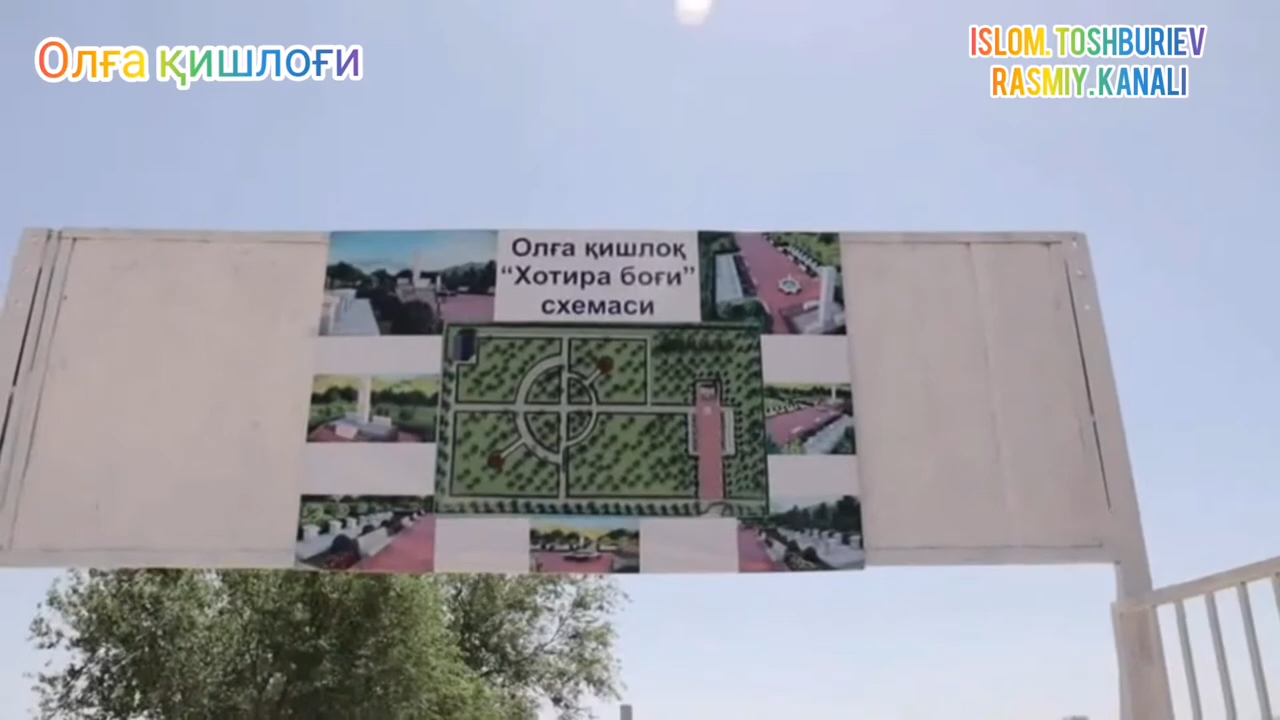 Олға қишлоғи
ISLOM.TOSHBURIEV
RASMIY.KANALI
Олға қишлоқ
“Хотира боғи”
схемаси